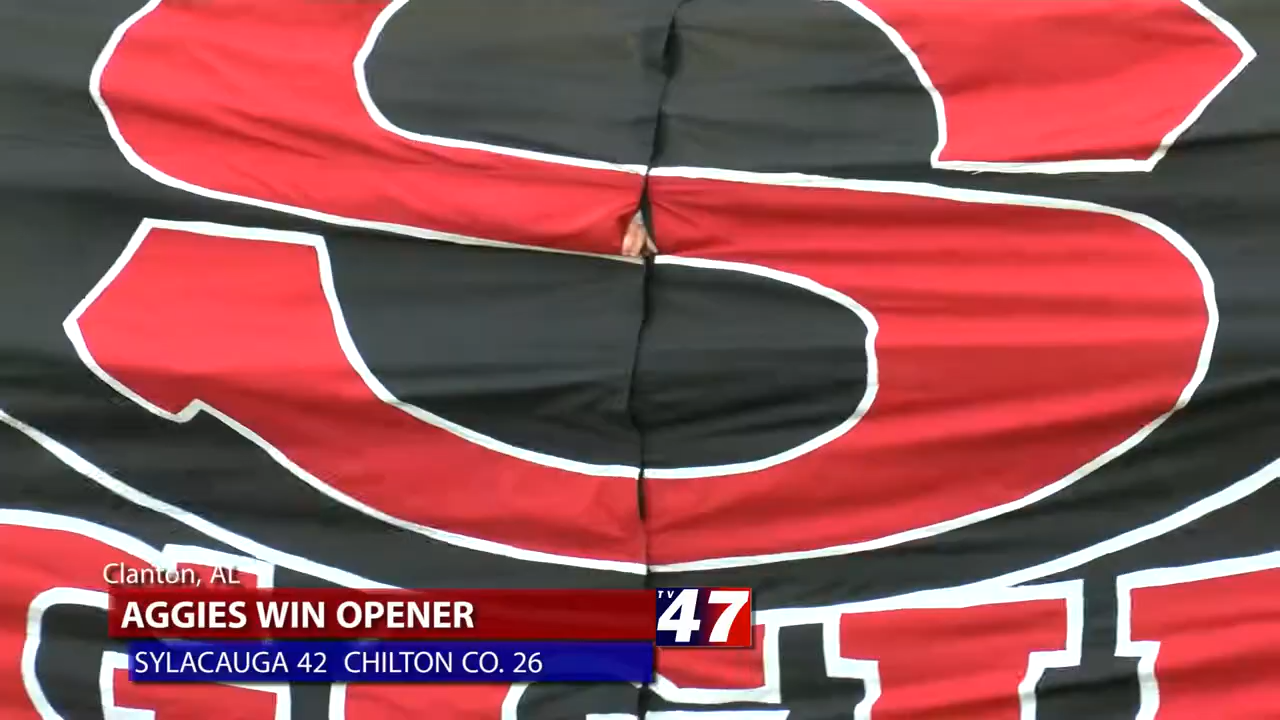 S
Clanton, AL
AGGIES WIN OPENER
TV 47
SYLACAUGA 42 CHILTON CO. 26